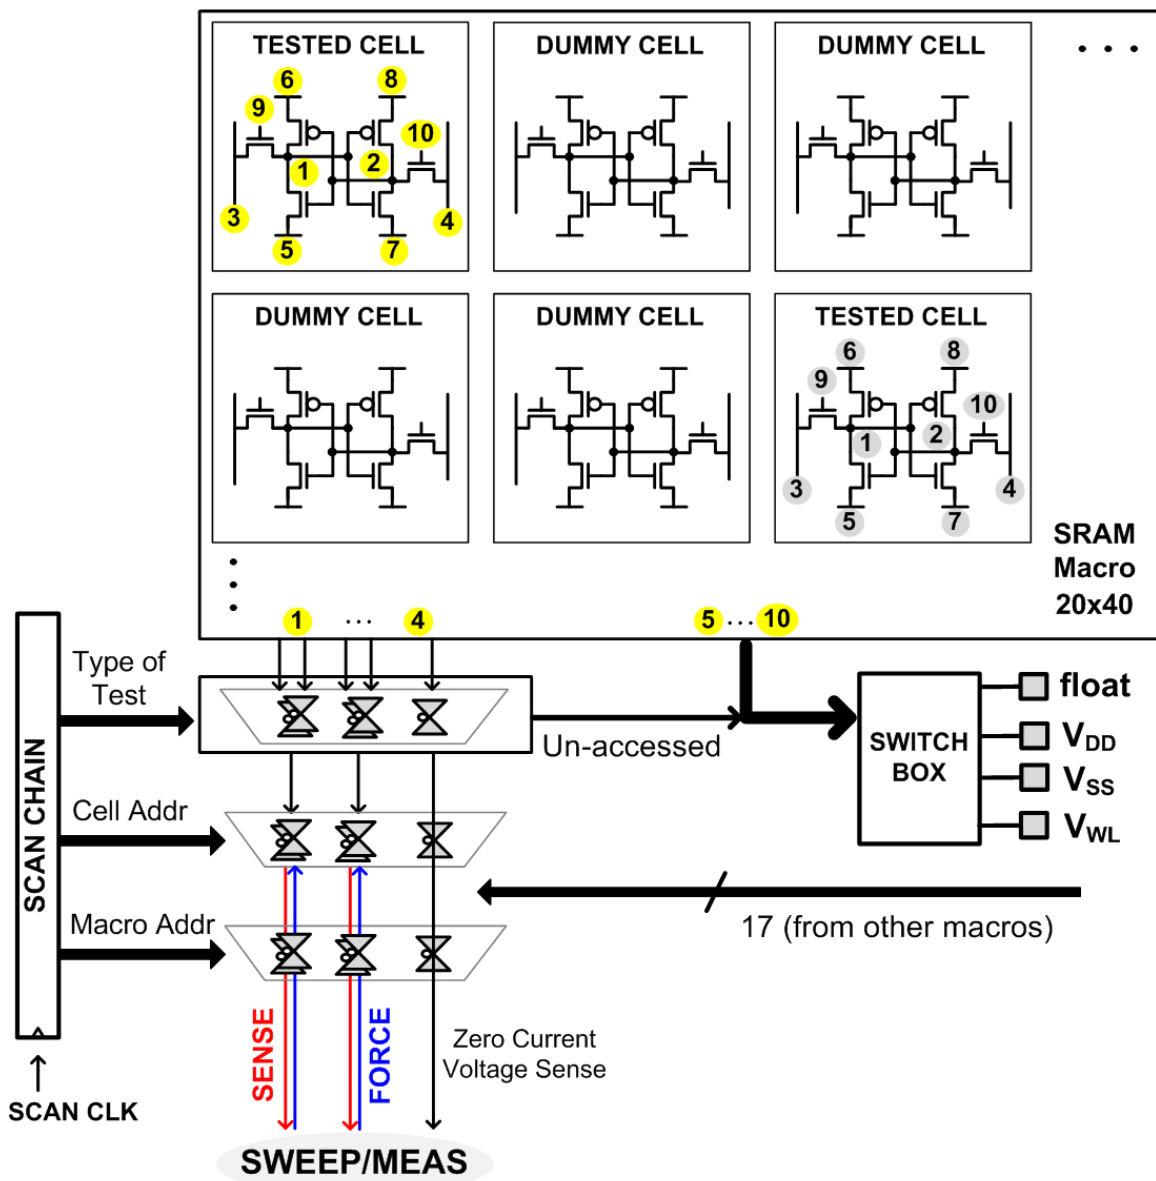 TESTED CELL
DUMMY CELL
DUMMY CELL
. . .
6
8
9
10
1
2
3
4
5
7
DUMMY CELL
DUMMY CELL
TESTED CELL
6
8
9
10
1
2
3
4
5
7
SRAM
Macro
20x40
1 ... 4
5 ... 10
SCAN CHAIN
Type of
Test
Un-accessed
SWITCH
BOX
float
VDD
VSS
VWL
Cell Addr
17 (from other macros)
Macro Addr
SENSE
FORCE
Zero Current
Voltage Sense
SCAN CLK
SWEEP/MEAS